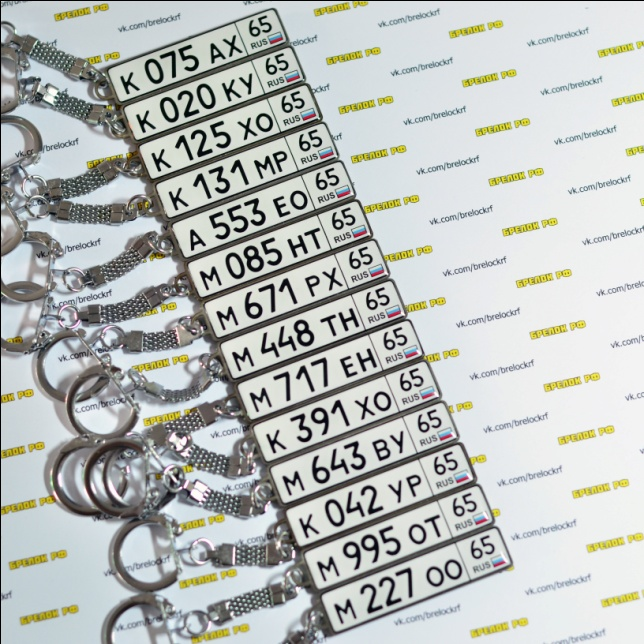 К 075 АХ 65 RUS
К 020 КУ 65 RUS
К 125 ХО 65 RUS
К 131 МР 65 RUS
А 553 ЕО 65 RUS
М 085 НТ 65 RUS
М 671 РХ 65 RUS
М 448 ТН 65 RUS
М 717 ЕН 65 RUS
К 391 ХО 65 RUS
М 643 ВУ 65 RUS
К 042 УР 65 RUS
М 995 ОТ 65 RUS
М 227 ОО 65 RUS
БРЕЛОК РФ
vk.com/brelockrf